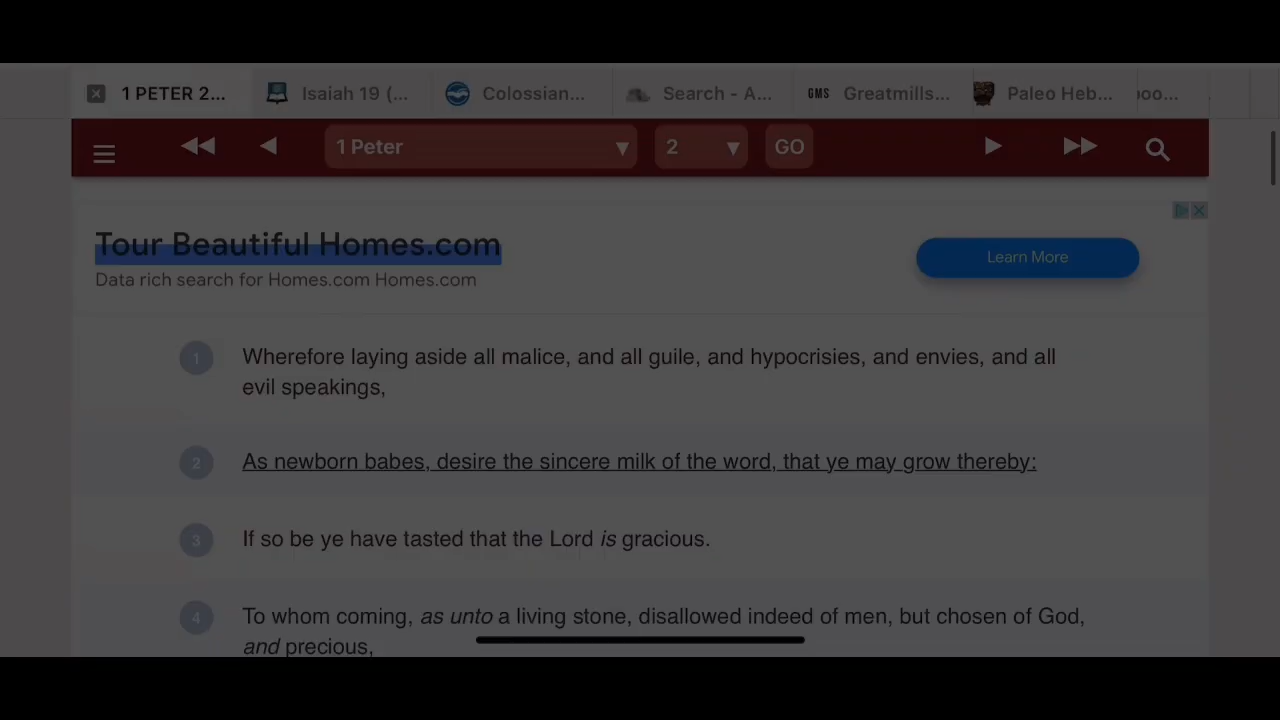 1 PETER 2... Isaiah 19 (... Colossian... Search - A... GMS Greatmills... Paleo Heb...
1 Peter 2 GO
Tour Beautiful Homes.com
Learn More
Data rich search for Homes.com Homes.com
1 Wherefore laying aside all malice, and all guile, and hypocrisies, and envies, and all
evil speakings,
2 As newborn babes, desire the sincere milk of the word, that ye may grow thereby:
3 If so be ye have tasted that the Lord is gracious.
4 To whom coming, as unto a living stone, disallowed indeed of men, but chosen of God,
and precious,